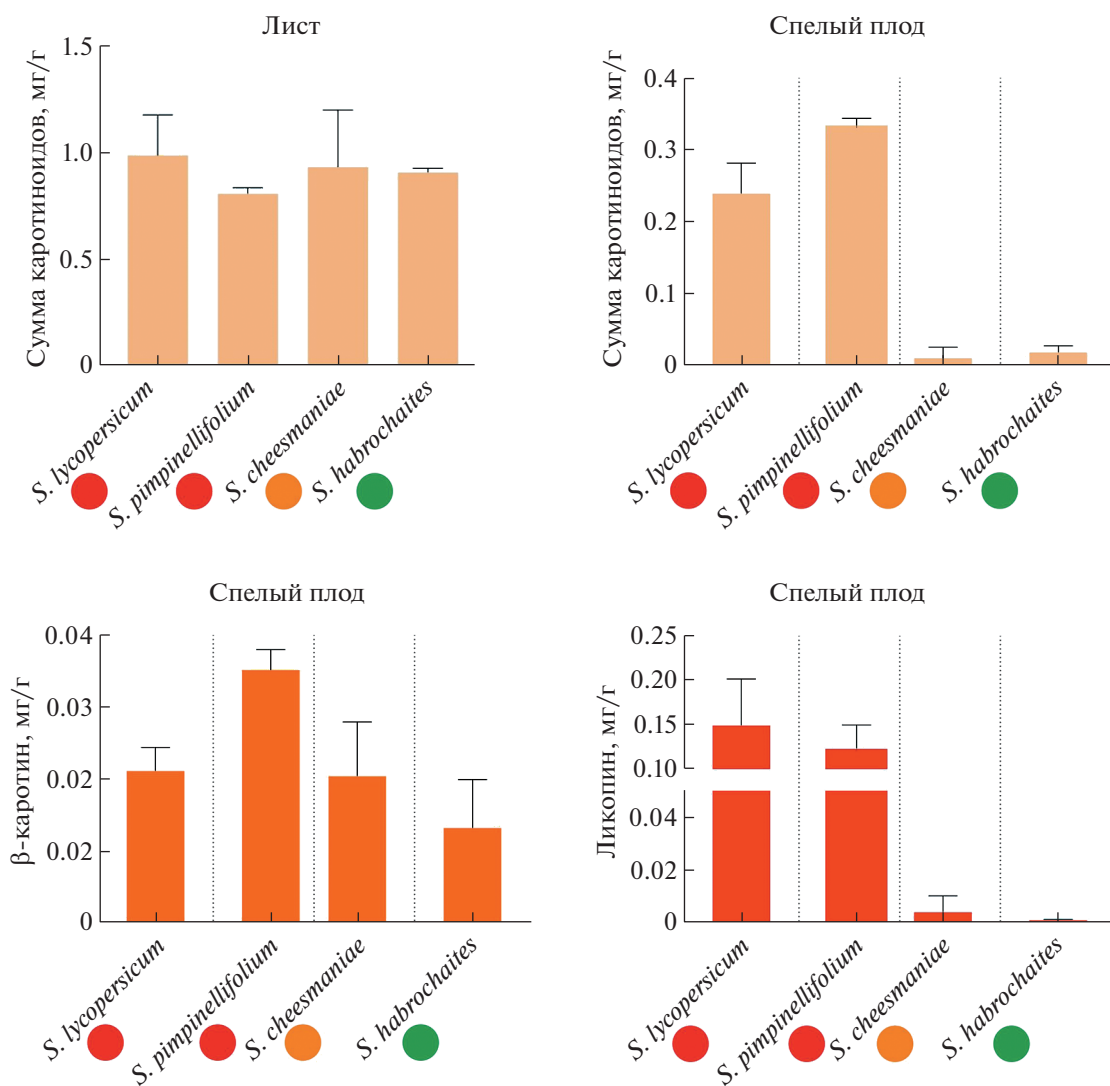 Лист
Сумма каротиноидов, мг/г
1.5
1.0
0.5
0
S. lycopersicum
S. pimpinellifolium
S. cheesmaniae
S. habrochaites
Спелый плод
Сумма каротиноидов, мг/г
0.4
0.3
0.2
0.1
0
S. lycopersicum
S. pimpinellifolium
S. cheesmaniae
S. habrochaites
Спелый плод
β-каротин, мг/г
0.04
0.03
0.02
0.02
0
S. lycopersicum
S. pimpinellifolium
S. cheesmaniae
S. habrochaites
Спелый плод
Ликопин, мг/г
0.25
0.20
0.15
0.10
0.04
0.02
0
S. lycopersicum
S. pimpinellifolium
S. cheesmaniae
S. habrochaites